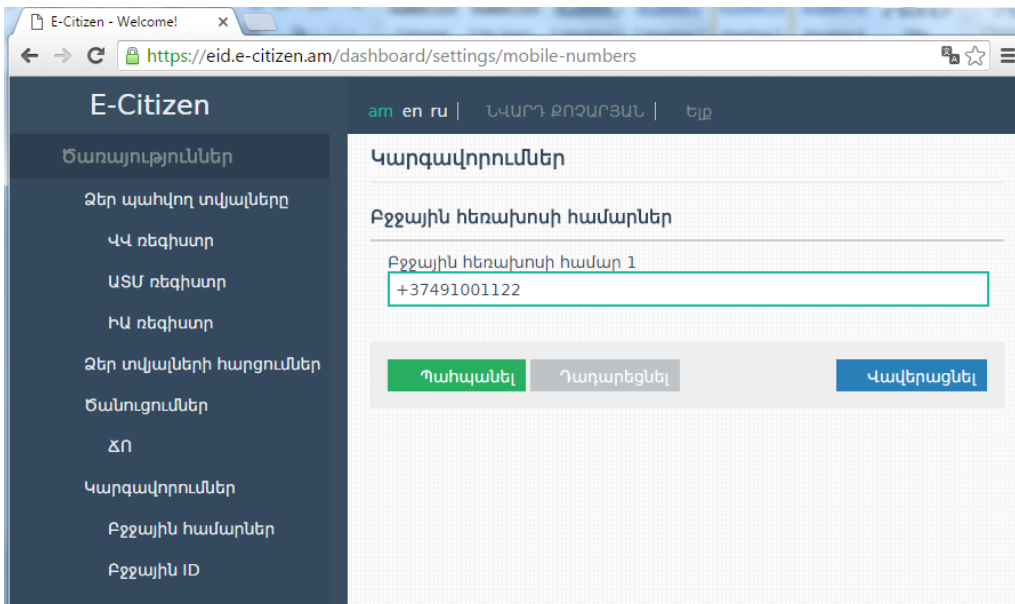 E-Citizen - Welcome!
https://eid.e-citizen.am/dashboard/settings/mobile-numbers
E-Citizen
am en ru | ՆՎԱՐԴ ՔՈՉԱՐՅԱՆ | Ելք
Ծառայություններ
Ձեր պահվող տվյալները
ՎՎ ռեգիստր
ԱՏՄ ռեգիստր
ԻԱ ռեգիստր
Ձեր տվյալների հարցումներ
Ծանուցումներ
ՃՈ
Կարգավորումներ
Բջջային համարներ
Բջջային ID
Կարգավորումներ
Բջջային հեռախոսի համարներ
Բջջային հեռախոսի համար 1
+37491001122
Պահպանել Դադարեցնել Վավերացնել